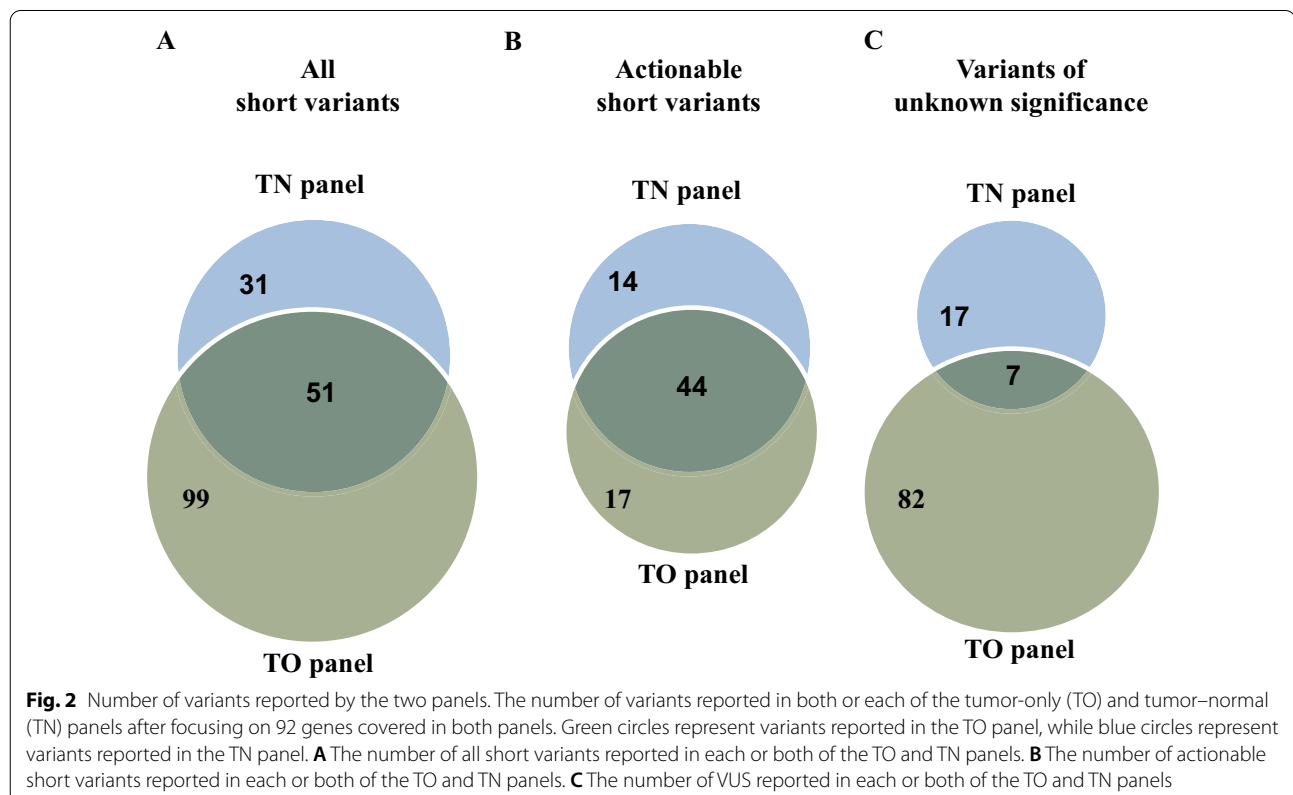 A
All
short variants
TN panel
31
51
99
TO panel
B
Actionable
short variants
TN panel
14
44
17
TO panel
C
Variants of
unknown significance
TN panel
17
7
82
TO panel
Fig. 2 Number of variants reported by the two panels. The number of variants reported in both or each of the tumor-only (TO) and tumor–normal
(TN) panels after focusing on 92 genes covered in both panels. Green circles represent variants reported in the TO panel, while blue circles represent
variants reported in the TN panel. A The number of all short variants reported in each or both of the TO and TN panels. B The number of actionable
short variants reported in each or both of the TO and TN panels. C The number of VUS reported in each or both of the TO and TN panels